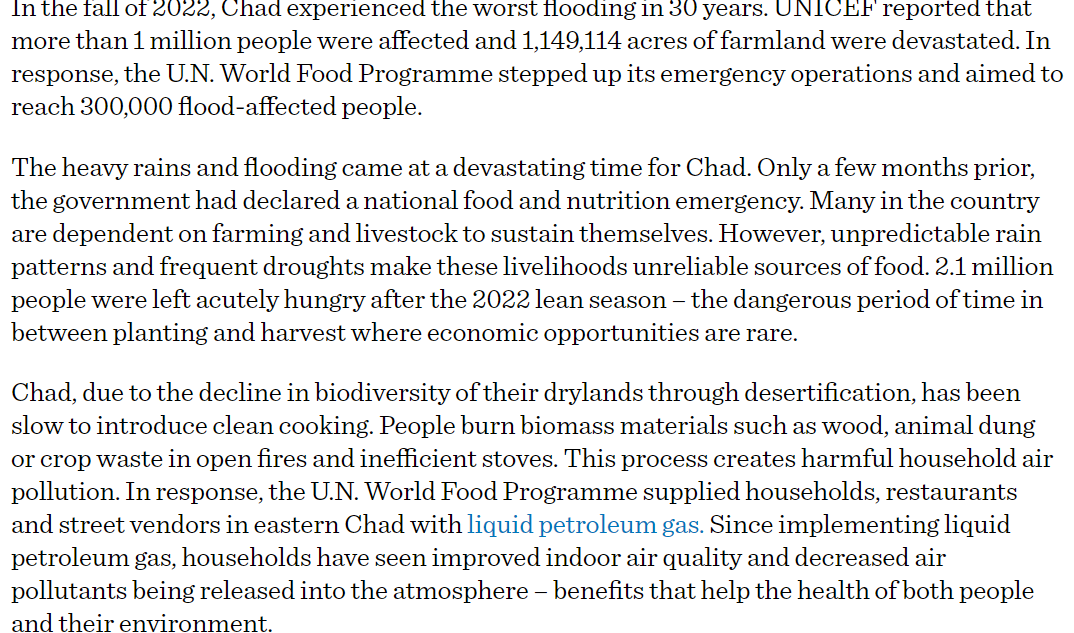 In the fall of 2022, Chad experienced the worst flooding in 30 years. UNICEF reported that
more than 1 million people were affected and 1,149,114 acres of farmland were devastated. In
response, the U.N. World Food Programme stepped up its emergency operations and aimed to
reach 300,000 flood-affected people.
The heavy rains and flooding came at a devastating time for Chad. Only a few months prior,
the government had declared a national food and nutrition emergency. Many in the country
are dependent on farming and livestock to sustain themselves. However, unpredictable rain
patterns and frequent droughts make these livelihoods unreliable sources of food. 2.1 million
people were left acutely hungry after the 2022 lean season – the dangerous period of time in
between planting and harvest where economic opportunities are rare.
Chad, due to the decline in biodiversity of their drylands through desertification, has been
slow to introduce clean cooking. People burn biomass materials such as wood, animal dung
or crop waste in open fires and inefficient stoves. This process creates harmful household air
pollution. In response, the U.N. World Food Programme supplied households, restaurants
and street vendors in eastern Chad with liquid petroleum gas. Since implementing liquid
petroleum gas, households have seen improved indoor air quality and decreased air
pollutants being released into the atmosphere – benefits that help the health of both people
and their environment.